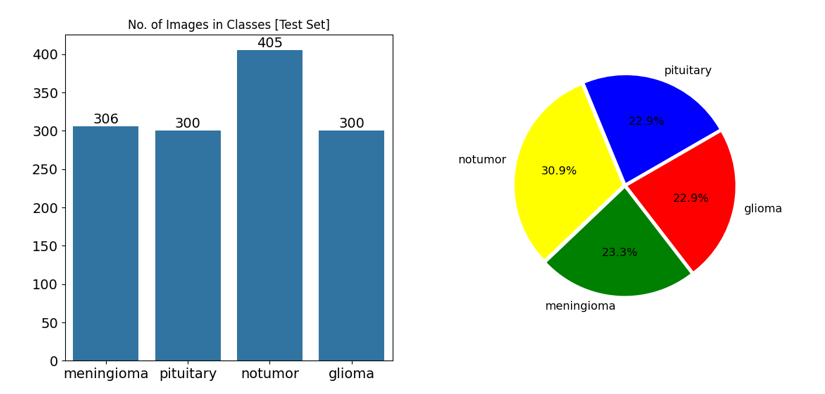 No. of Images in Classes [Test Set]
400
350
300
250
200
150
100
50
0
306
300
405
300
meningioma
pituitary
notumor
glioma
pituitary
22.9%
notumor
30.9%
22.9%
glioma
23.3%
meningioma